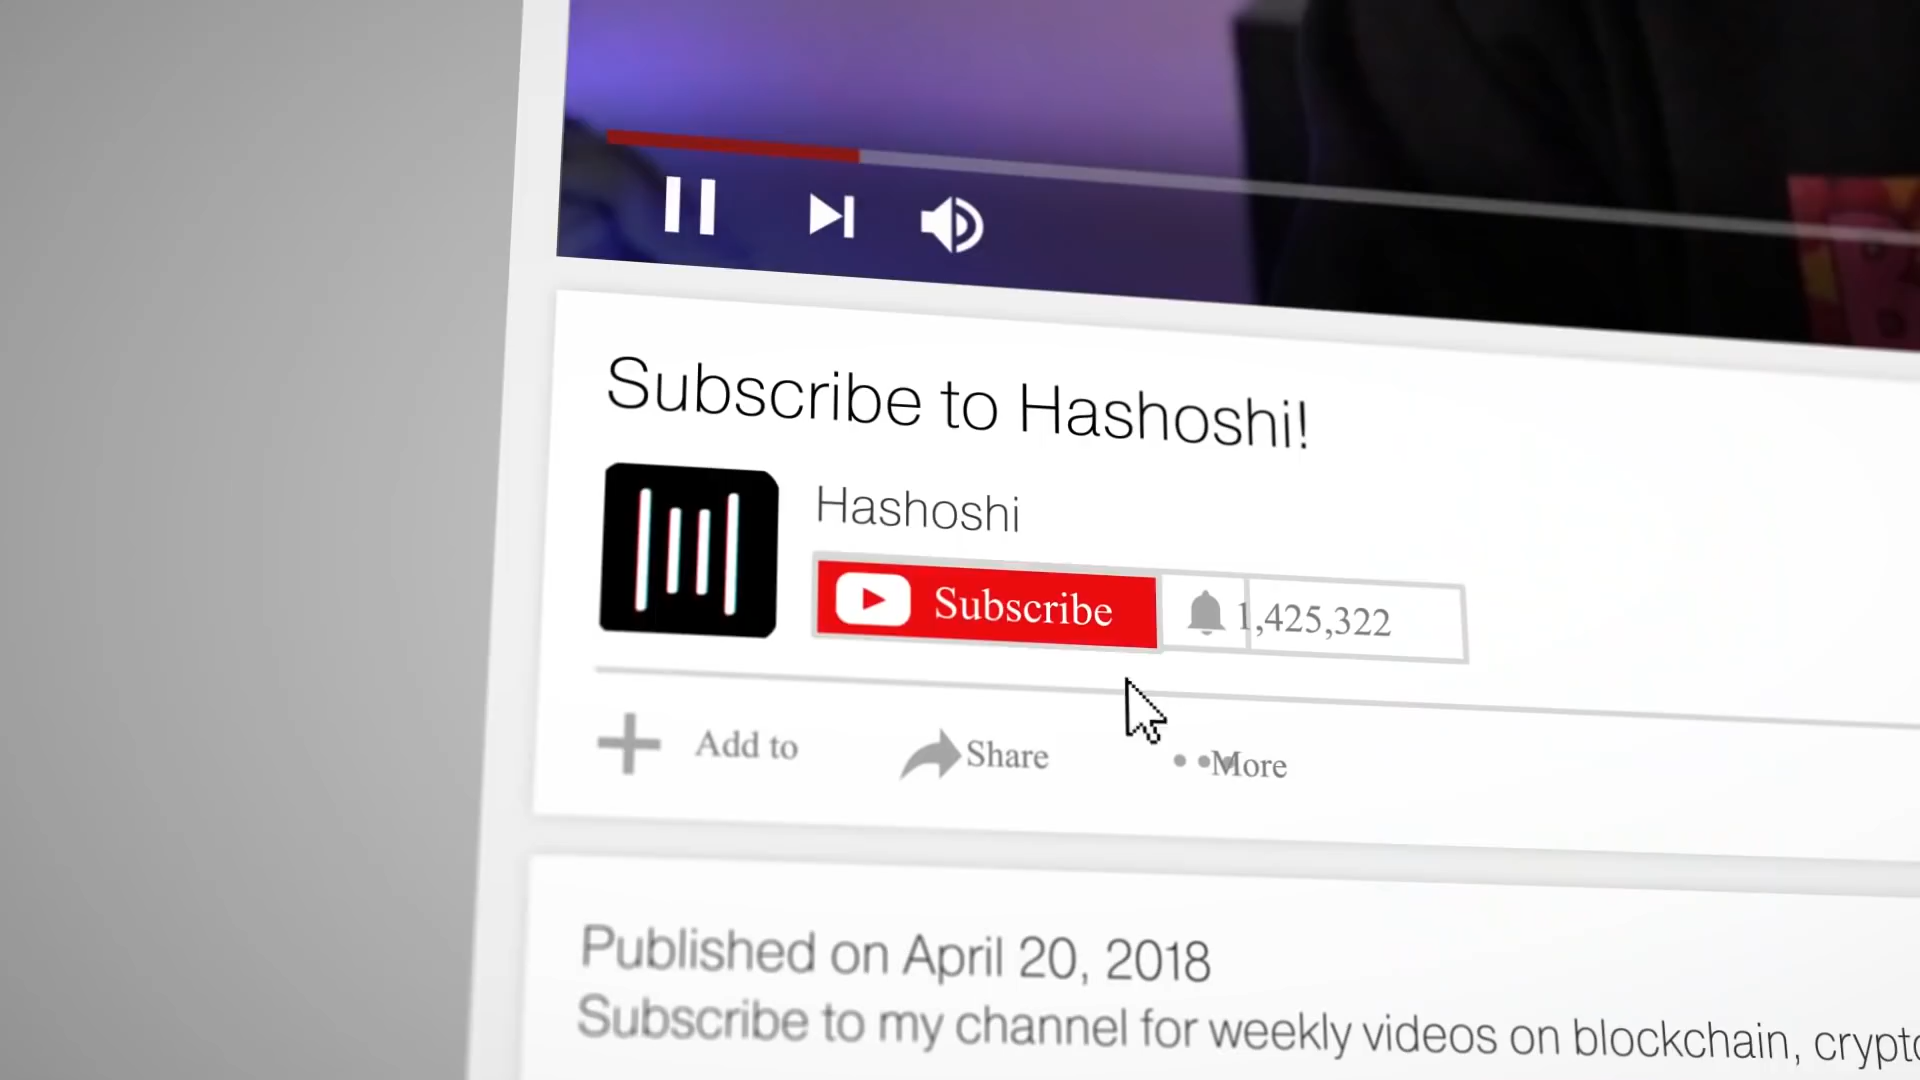 Subscribe to Hashoshi!
Hashoshi
Subscribe 1,425,322
Add to Share More
Published on April 20, 2018
Subscribe to my channel for weekly videos on blockchain,